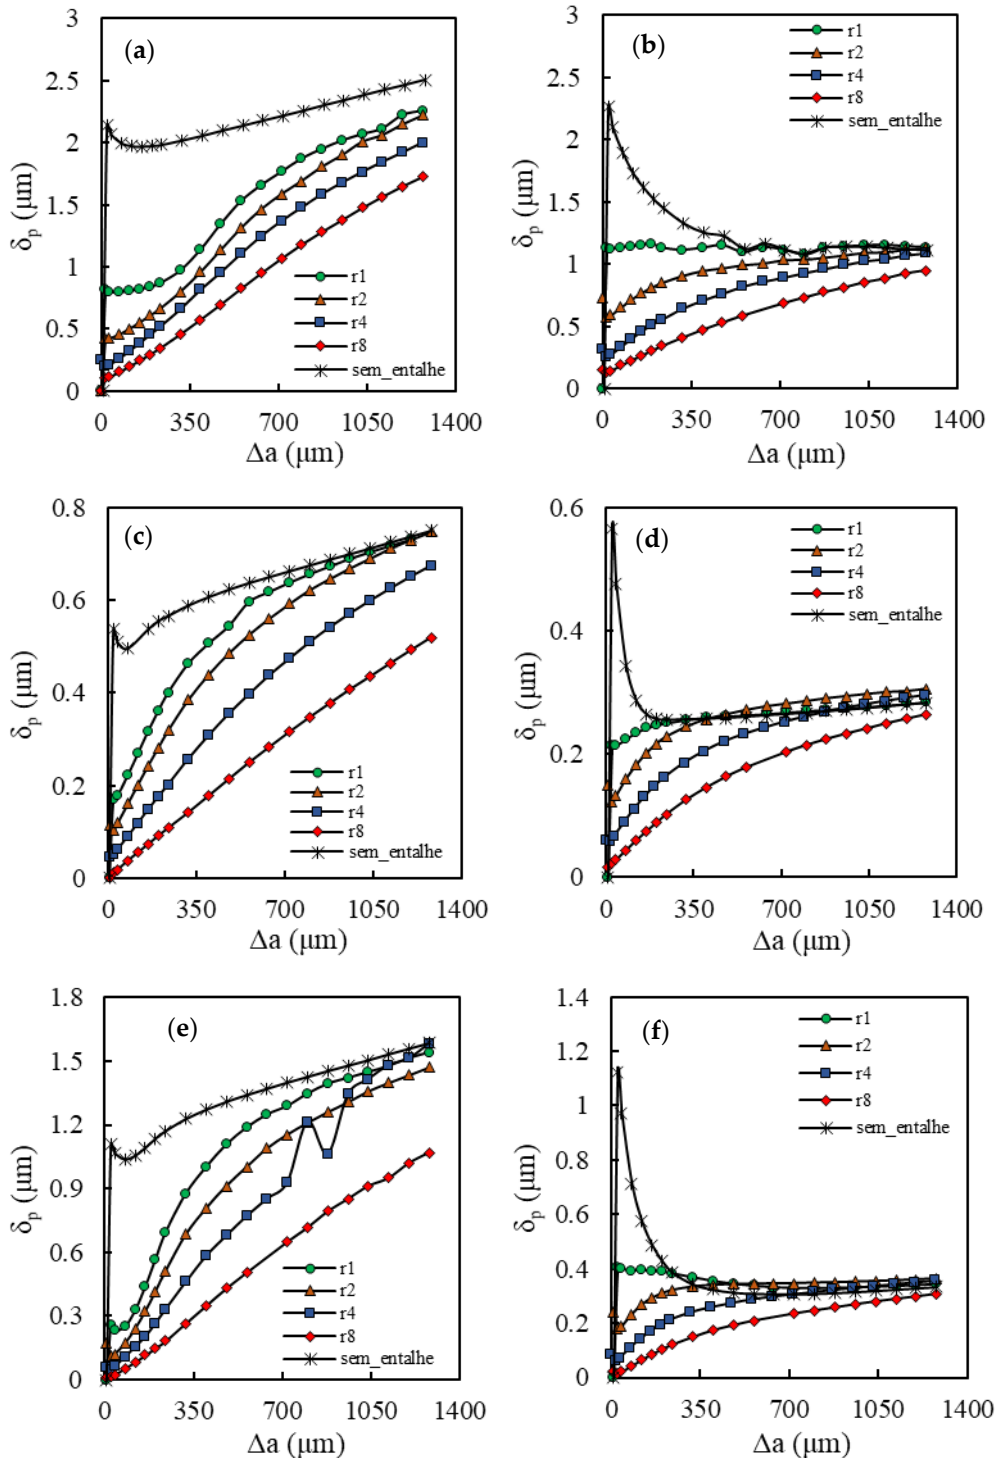 (a)
3
2.5
2
1.5
1
0.5
0
δp (μm)
r1
r2
r4
r8
sem_entalhe
0 350 700 1050 1400
Δa (μm)
(b)
3
2.5
2
1.5
1
0.5
0
δp (μm)
r1
r2
r4
r8
sem_entalhe
0 350 700 1050 1400
Δa (μm)
(c)
0.8
0.6
0.4
0.2
0
δp (μm)
r1
r2
r4
r8
sem_entalhe
0 350 700 1050 1400
Δa (μm)
(d)
0.6
0.4
0.2
0
δp (μm)
r1
r2
r4
r8
sem_entalhe
0 350 700 1050 1400
Δa (μm)
(e)
1.8
1.5
1.2
0.9
0.6
0.3
0
δp (μm)
r1
r2
r4
r8
sem_entalhe
0 350 700 1050 1400
Δa (μm)
(f)
1.4
1.2
1
0.8
0.6
0.4
0.2
0
δp (μm)
r1
r2
r4
r8
sem_entalhe
0 350 700 1050 1400
Δa (μm)